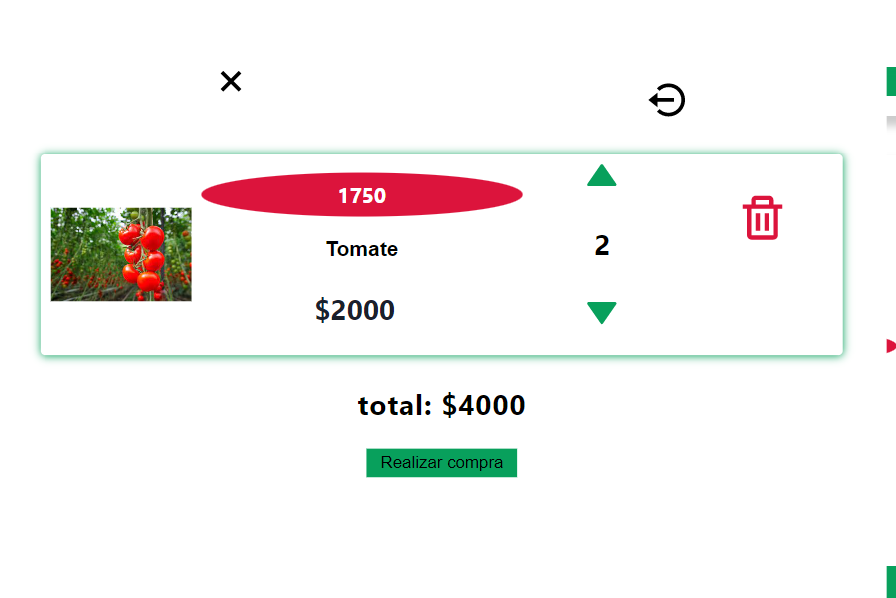 1750
Tomate
2
$2000
total: $4000
Realizar compra